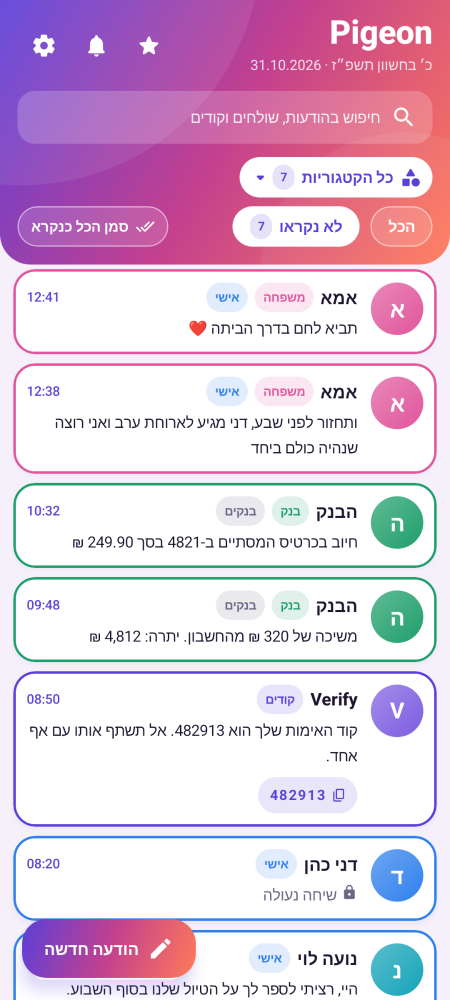 Pigeon
כ׳ בחשוון תשפ״ז · 31.10.2026
חיפוש בהודעות, שולחים וקודים
כל הקטגוריות 7
הכל
לא נקראו 7
סמן הכל כנקרא
א
אמא משפחה אישי 12:41
תביא לחם בדרך הביתה ❤️
א
אמא משפחה אישי 12:38
ותחזור לפני שבע, דני מגיע לארוחת ערב ואני רוצה
שנהיה כולם ביחד
ה
הבנק בנק בנקים 10:32
חיוב בכרטיס המסתיים ב-4821 בסך 249.90 ₪
ה
הבנק בנק בנקים 09:48
משיכה של 320 ₪ מהחשבון. יתרה: 4,812 ₪
V
Verify קודים 08:50
קוד האימות שלך הוא 482913. אל תשתף אותו עם אף
אחד.
482913
ד
דני כהן אישי 08:20
שיחה נעולה
נ
נועה לוי אישי
היי, רציתי לספר לך על הטיול שלנו בסוף השבוע.
הודעה חדשה